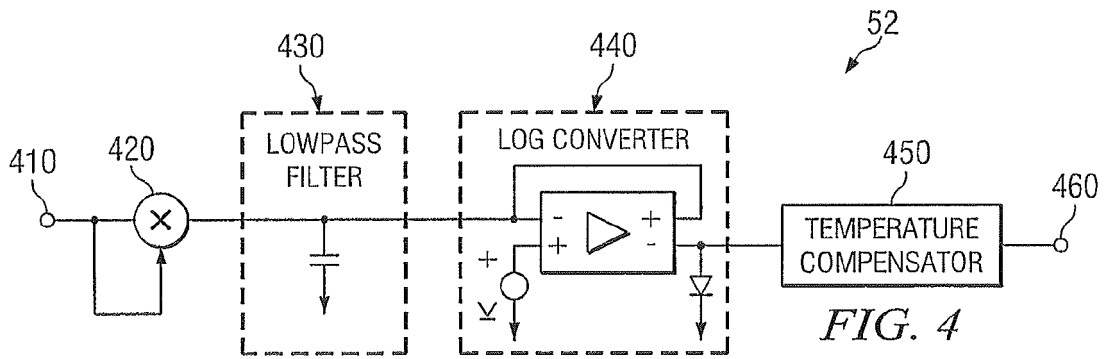 52
430
440
410
420
LOWPASS
FILTER
LOG CONVERTER
450
460
-
+
+
-
+
V
TEMPERATURE
COMPENSATOR
FIG. 4